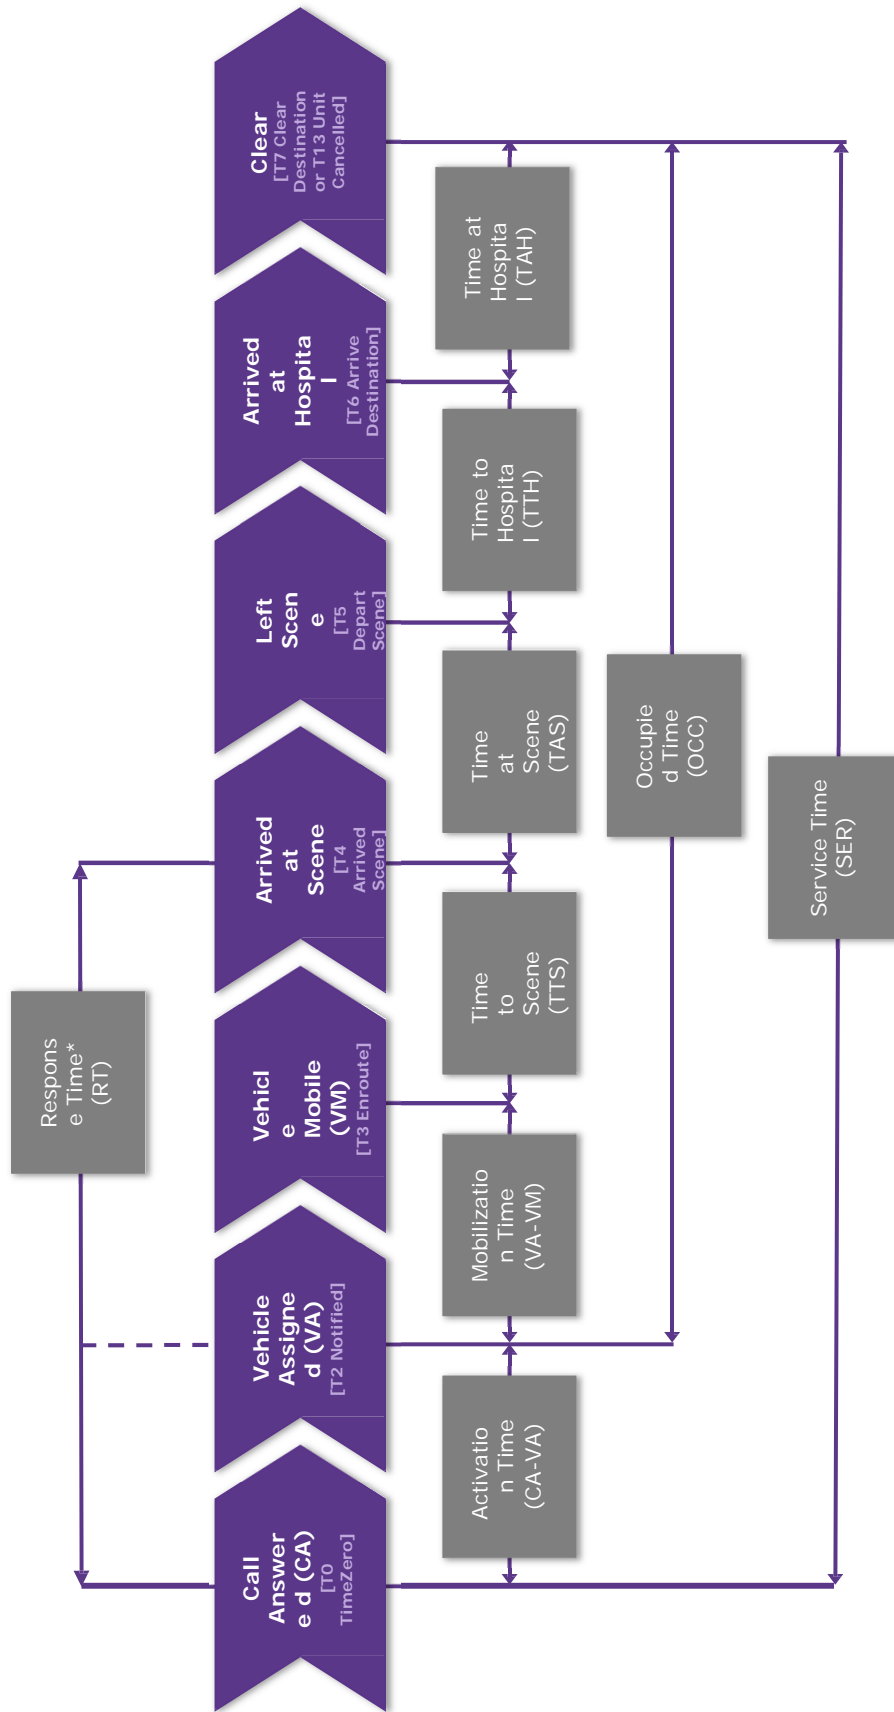 Respons
e Time*
(RT)
Call
Answer
e d (CA)
[T0
TimeZero]
Vehicle
Assigne
d (VA)
[T2 Notified]
Vehicl
e
Mobile
(VM)
[T3 Enroute]
Arrived
at
Scene
[T4
Arrived
Scene]
Left
Scen
e
[T5
Depart
Scene]
Arrived
at
Hospita
l
[T6 Arrive
Destination]
Clear
[T7 Clear
Destination
or T13 Unit
Cancelled]
Activatio
n Time
(CA-VA)
Mobilizatio
n Time
(VA-VM)
Time
to
Scene
(TTS)
Time
at
Scene
(TAS)
Time to
Hospita
l (TTH)
Time at
Hospita
l (TAH)
Occupie
d Time
(OCC)
Service Time
(SER)